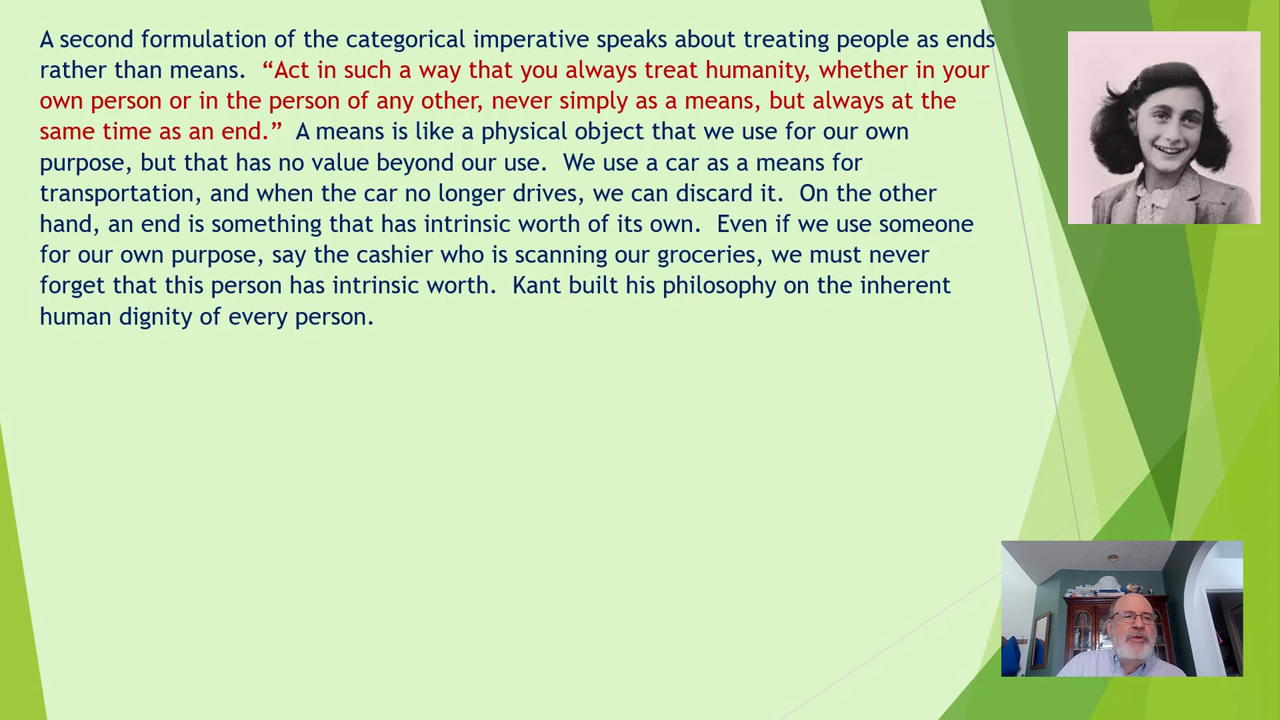 A second formulation of the categorical imperative speaks about treating people as ends
rather than means.  “Act in such a way that you always treat humanity, whether in your
own person or in the person of any other, never simply as a means, but always at the
same time as an end.”  A means is like a physical object that we use for our own
purpose, but that has no value beyond our use.  We use a car as a means for
transportation, and when the car no longer drives, we can discard it.  On the other
hand, an end is something that has intrinsic worth of its own.  Even if we use someone
for our own purpose, say the cashier who is scanning our groceries, we must never
forget that this person has intrinsic worth.  Kant built his philosophy on the inherent
human dignity of every person.